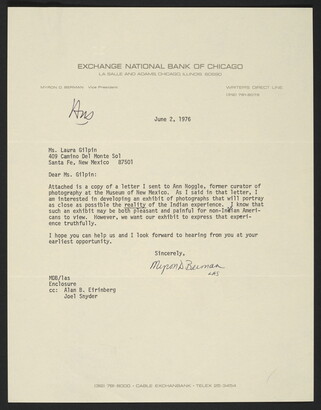 EXCHANGE NATIONAL BANK OF CHICAGO
LA SALLE AND ADAMS, CHICAGO, ILLINOIS 60690
MYRON D. BERMAN Vice President
WRITER'S DIRECT LINE
Ans
June 2, 1976
Ms. Laura Gilpin
409 Camino Del Monte Sol
Santa Fe, New Mexico 87501
Dear Ms. Gilpin:
Attached is a copy of a letter I sent to Ann Noggle, former curator of
photography at the Museum of New Mexico. As I said in that letter, I
am interested in developing an exhibit of photographs that will portray
as close as possible the reality of the Indian experience. I know that
such an exhibit may be both pleasant and painful for non-Indian Ameri-
cans to view. However, we want our exhibit to express that experi-
ence truthfully.
I hope you can help us and I look forward to hearing from you at your
earliest opportunity.
Sincerely,
Myron D Berman
LAS
MDB/las
Enclosure
cc: Alan B. Eirinberg
Joel Snyder
CABLE EXCHANBANK - TELEX 25 3454